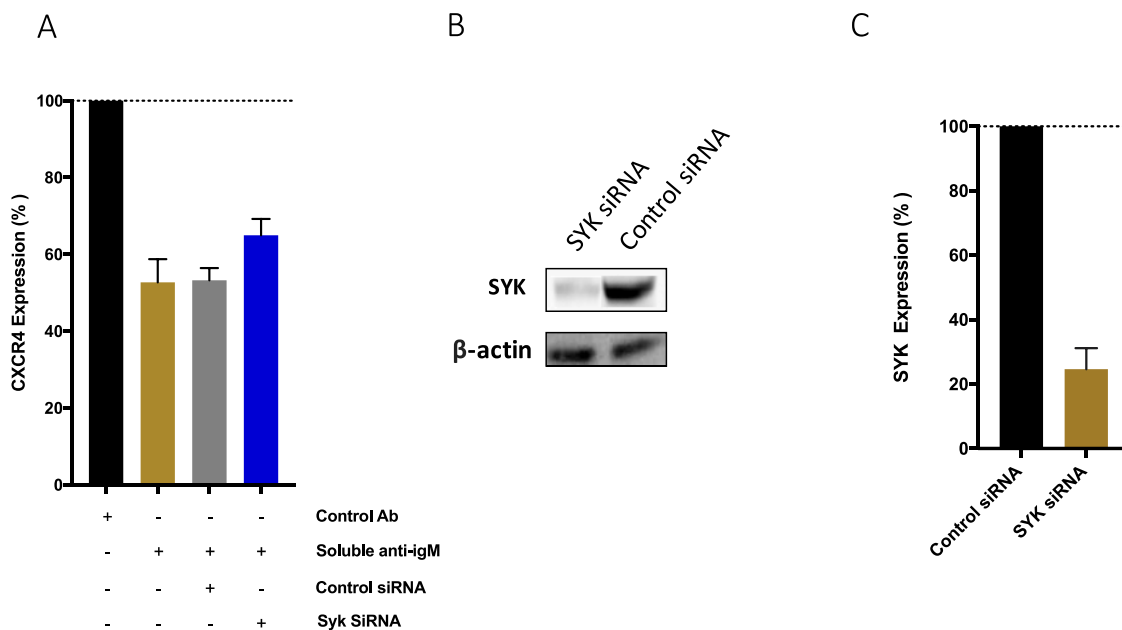 A
B
C
CXCR4 Expression (%)
100
80
60
40
20
0
+ - - - Control Ab
- + + + Soluble anti-igM
- - + - Control siRNA
- - - + Syk SiRNA
SYK siRNA
Control siRNA
SYK
β-actin
SYK Expression (%)
100
80
60
40
20
0
Control siRNA
SYK siRNA